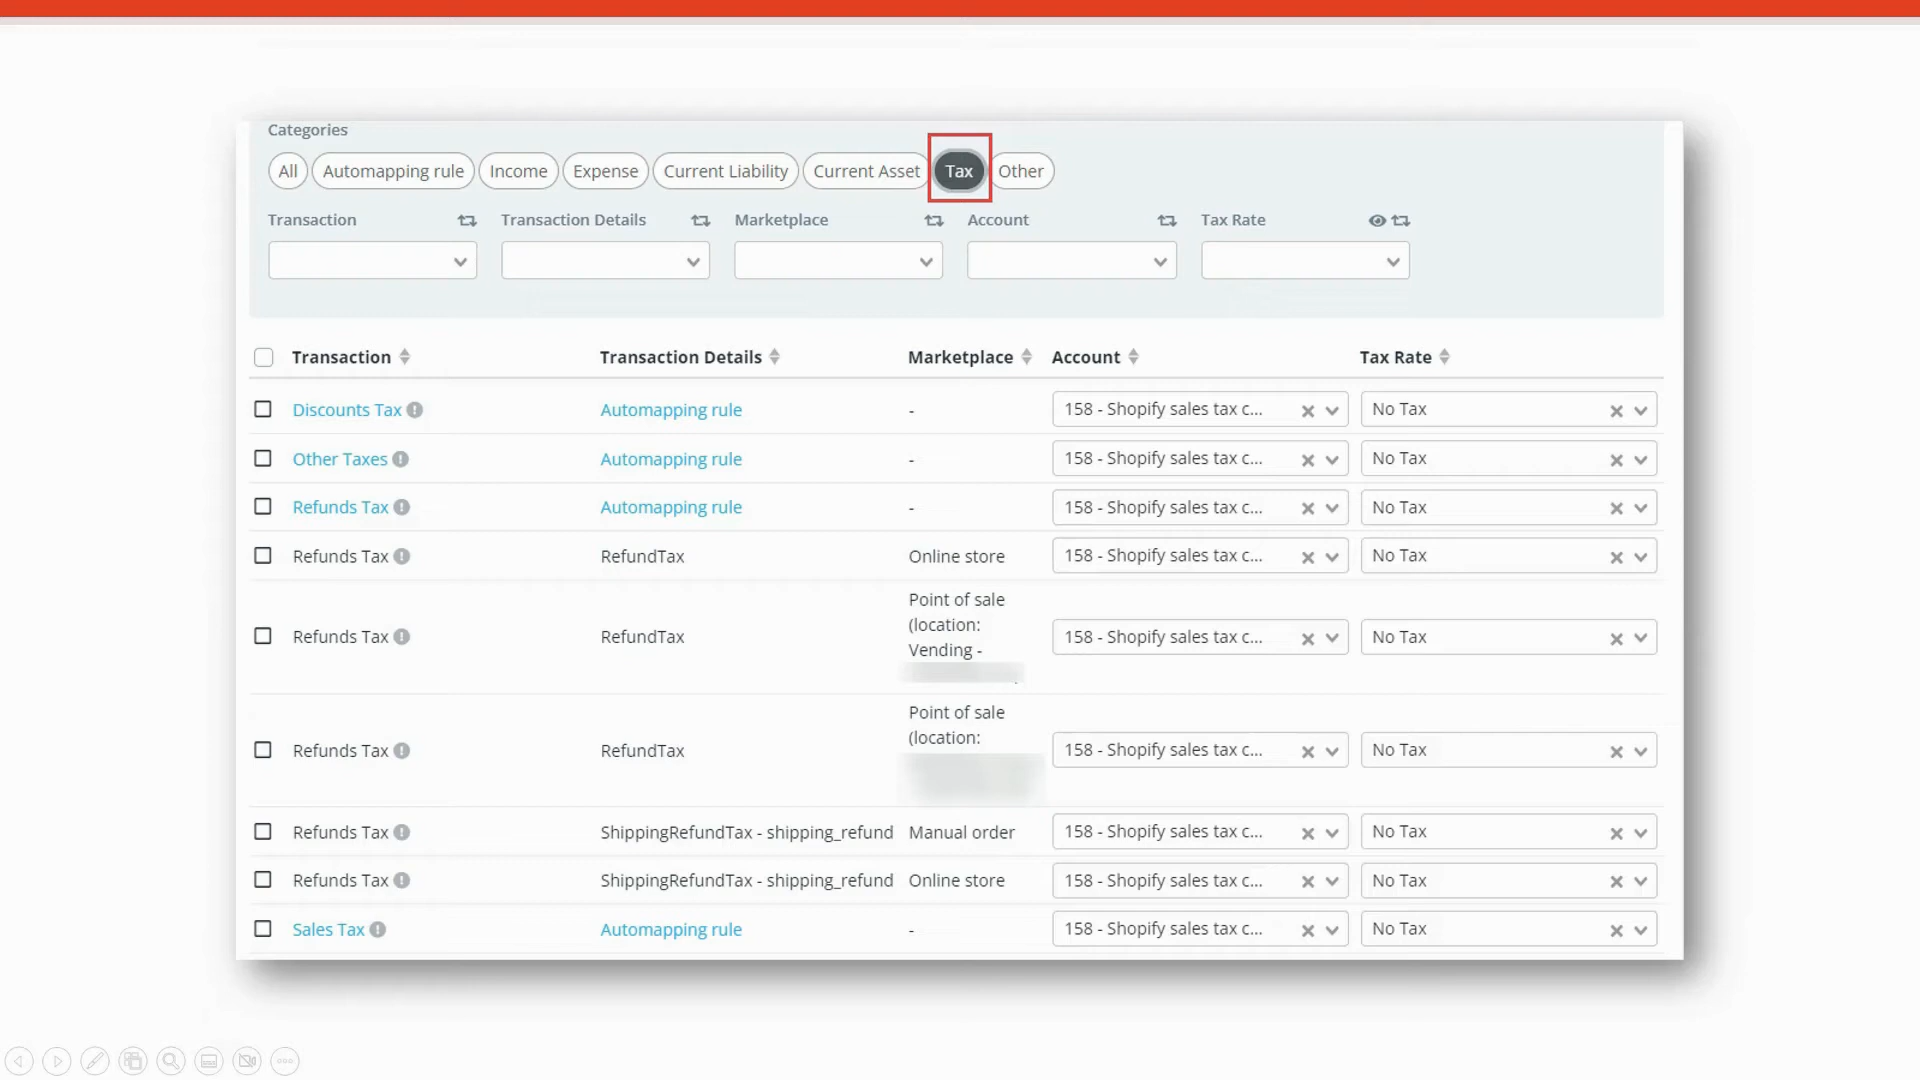 Categories
All Automapping rule Income Expense Current Liability Current Asset Tax Other
Transaction Transaction Details Marketplace Account Tax Rate
Transaction Transaction Details Marketplace Account Tax Rate
Discounts Tax Automapping rule - 158 - Shopify sales tax c... No Tax
Other Taxes Automapping rule - 158 - Shopify sales tax c... No Tax
Refunds Tax Automapping rule - 158 - Shopify sales tax c... No Tax
Refunds Tax RefundTax Online store 158 - Shopify sales tax c... No Tax
Point of sale
(location:
Refunds Tax RefundTax 158 - Shopify sales tax c... No Tax
Vending -
Point of sale
(location:
Refunds Tax RefundTax 158 - Shopify sales tax c... No Tax
Refunds Tax ShippingRefundTax - shipping_refund Manual order 158 - Shopify sales tax c... No Tax
Refunds Tax ShippingRefundTax - shipping_refund Online store 158 - Shopify sales tax c... No Tax
Sales Tax Automapping rule - 158 - Shopify sales tax c... No Tax